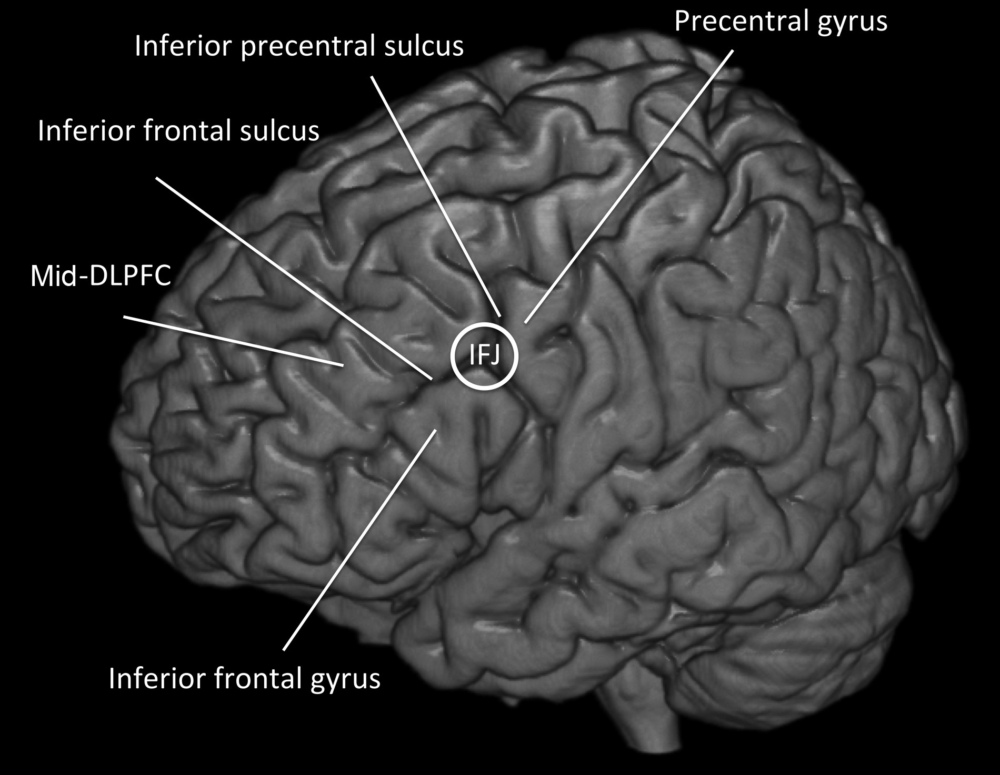 Precentral gyrus
Inferior precentral sulcus
Inferior frontal sulcus
Mid-DLPFC
IFJ
Inferior frontal gyrus